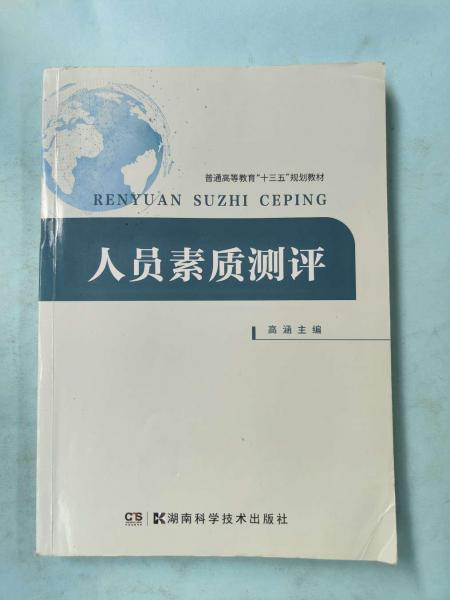 普通高等教育“十三五”规划教材
RENYUAN SUZHI CEPING
人员素质测评
高涵主编
湖南科学技术出版社